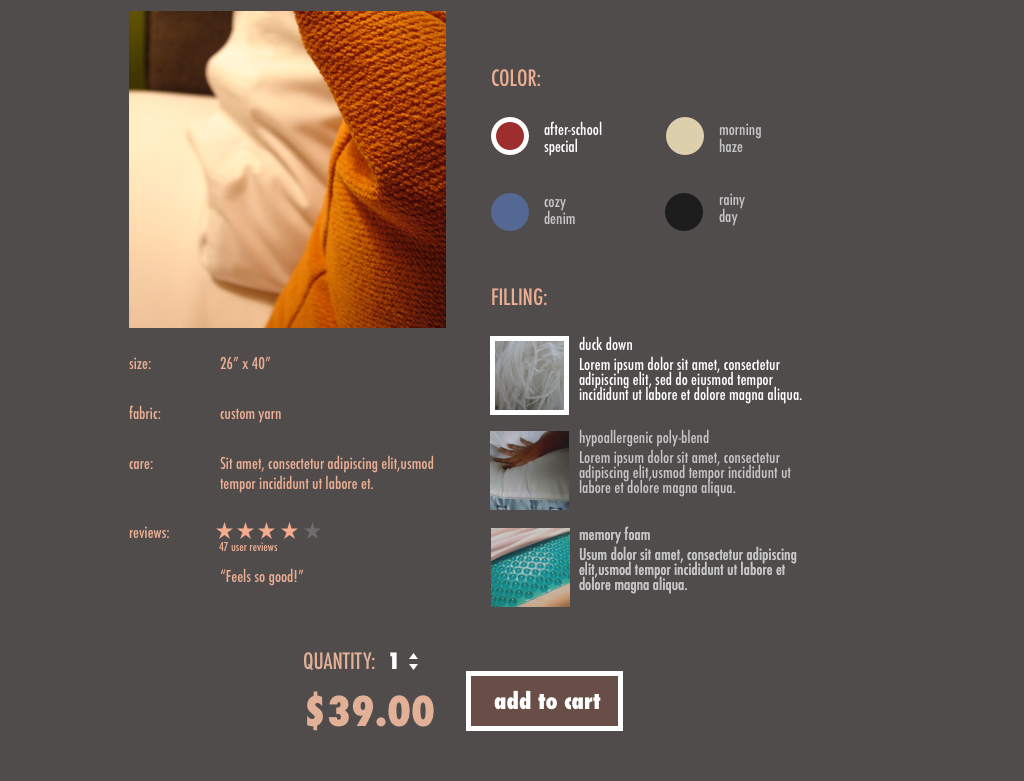 COLOR:
after-school
special
morning
haze
cozy
denim
rainy
day
FILLING:
duck down
Lorem ipsum dolor sit amet, consectetur
adipiscing elit, sed do eiusmod tempor
incididunt ut labore et dolore magna aliqua.
hypoallergenic poly-blend
Lorem ipsum dolor sit amet, consectetur
adipiscing elit,usmod tempor incididunt ut
labore et dolore magna aliqua.
memory foam
Usum dolor sit amet, consectetur adipiscing
elit,usmod tempor incididunt ut labore et
dolore magna aliqua.
size: 26” x 40”
fabric: custom yarn
care: Sit amet, consectetur adipiscing elit,usmod
tempor incididunt ut labore et.
reviews:
47 user reviews
“Feels so good!”
QUANTITY: 1
$39.00
add to cart